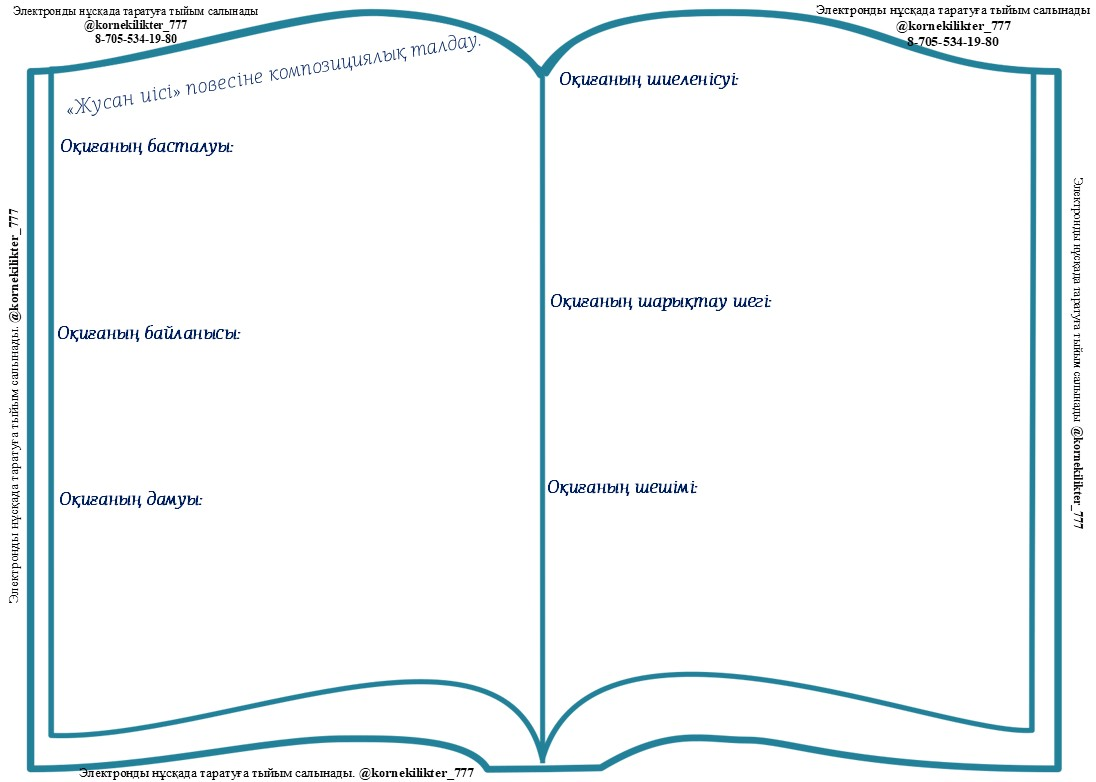 Электронды нұсқада таратуға тыйым салынады
@kornekilikter_777
8-705-534-19-80
Электронды нұсқада таратуға тыйым салынады
@kornekilikter_777
8-705-534-19-80
«Жусан иісі» повесіне композициялық талдау.
Оқиғаның басталуы:
Оқиғаның байланысы:
Оқиғаның дамуы:
Оқиғаның шиеленісуі:
Оқиғаның шарықтау шегі:
Оқиғаның шешімі:
Электронды нұсқада таратуға тыйым салынады. @kornekilikter_777
Электронды нұсқада таратуға тыйым салынады @kornekilikter_777
Электронды нұсқада таратуға тыйым салынады. @kornekilikter_777